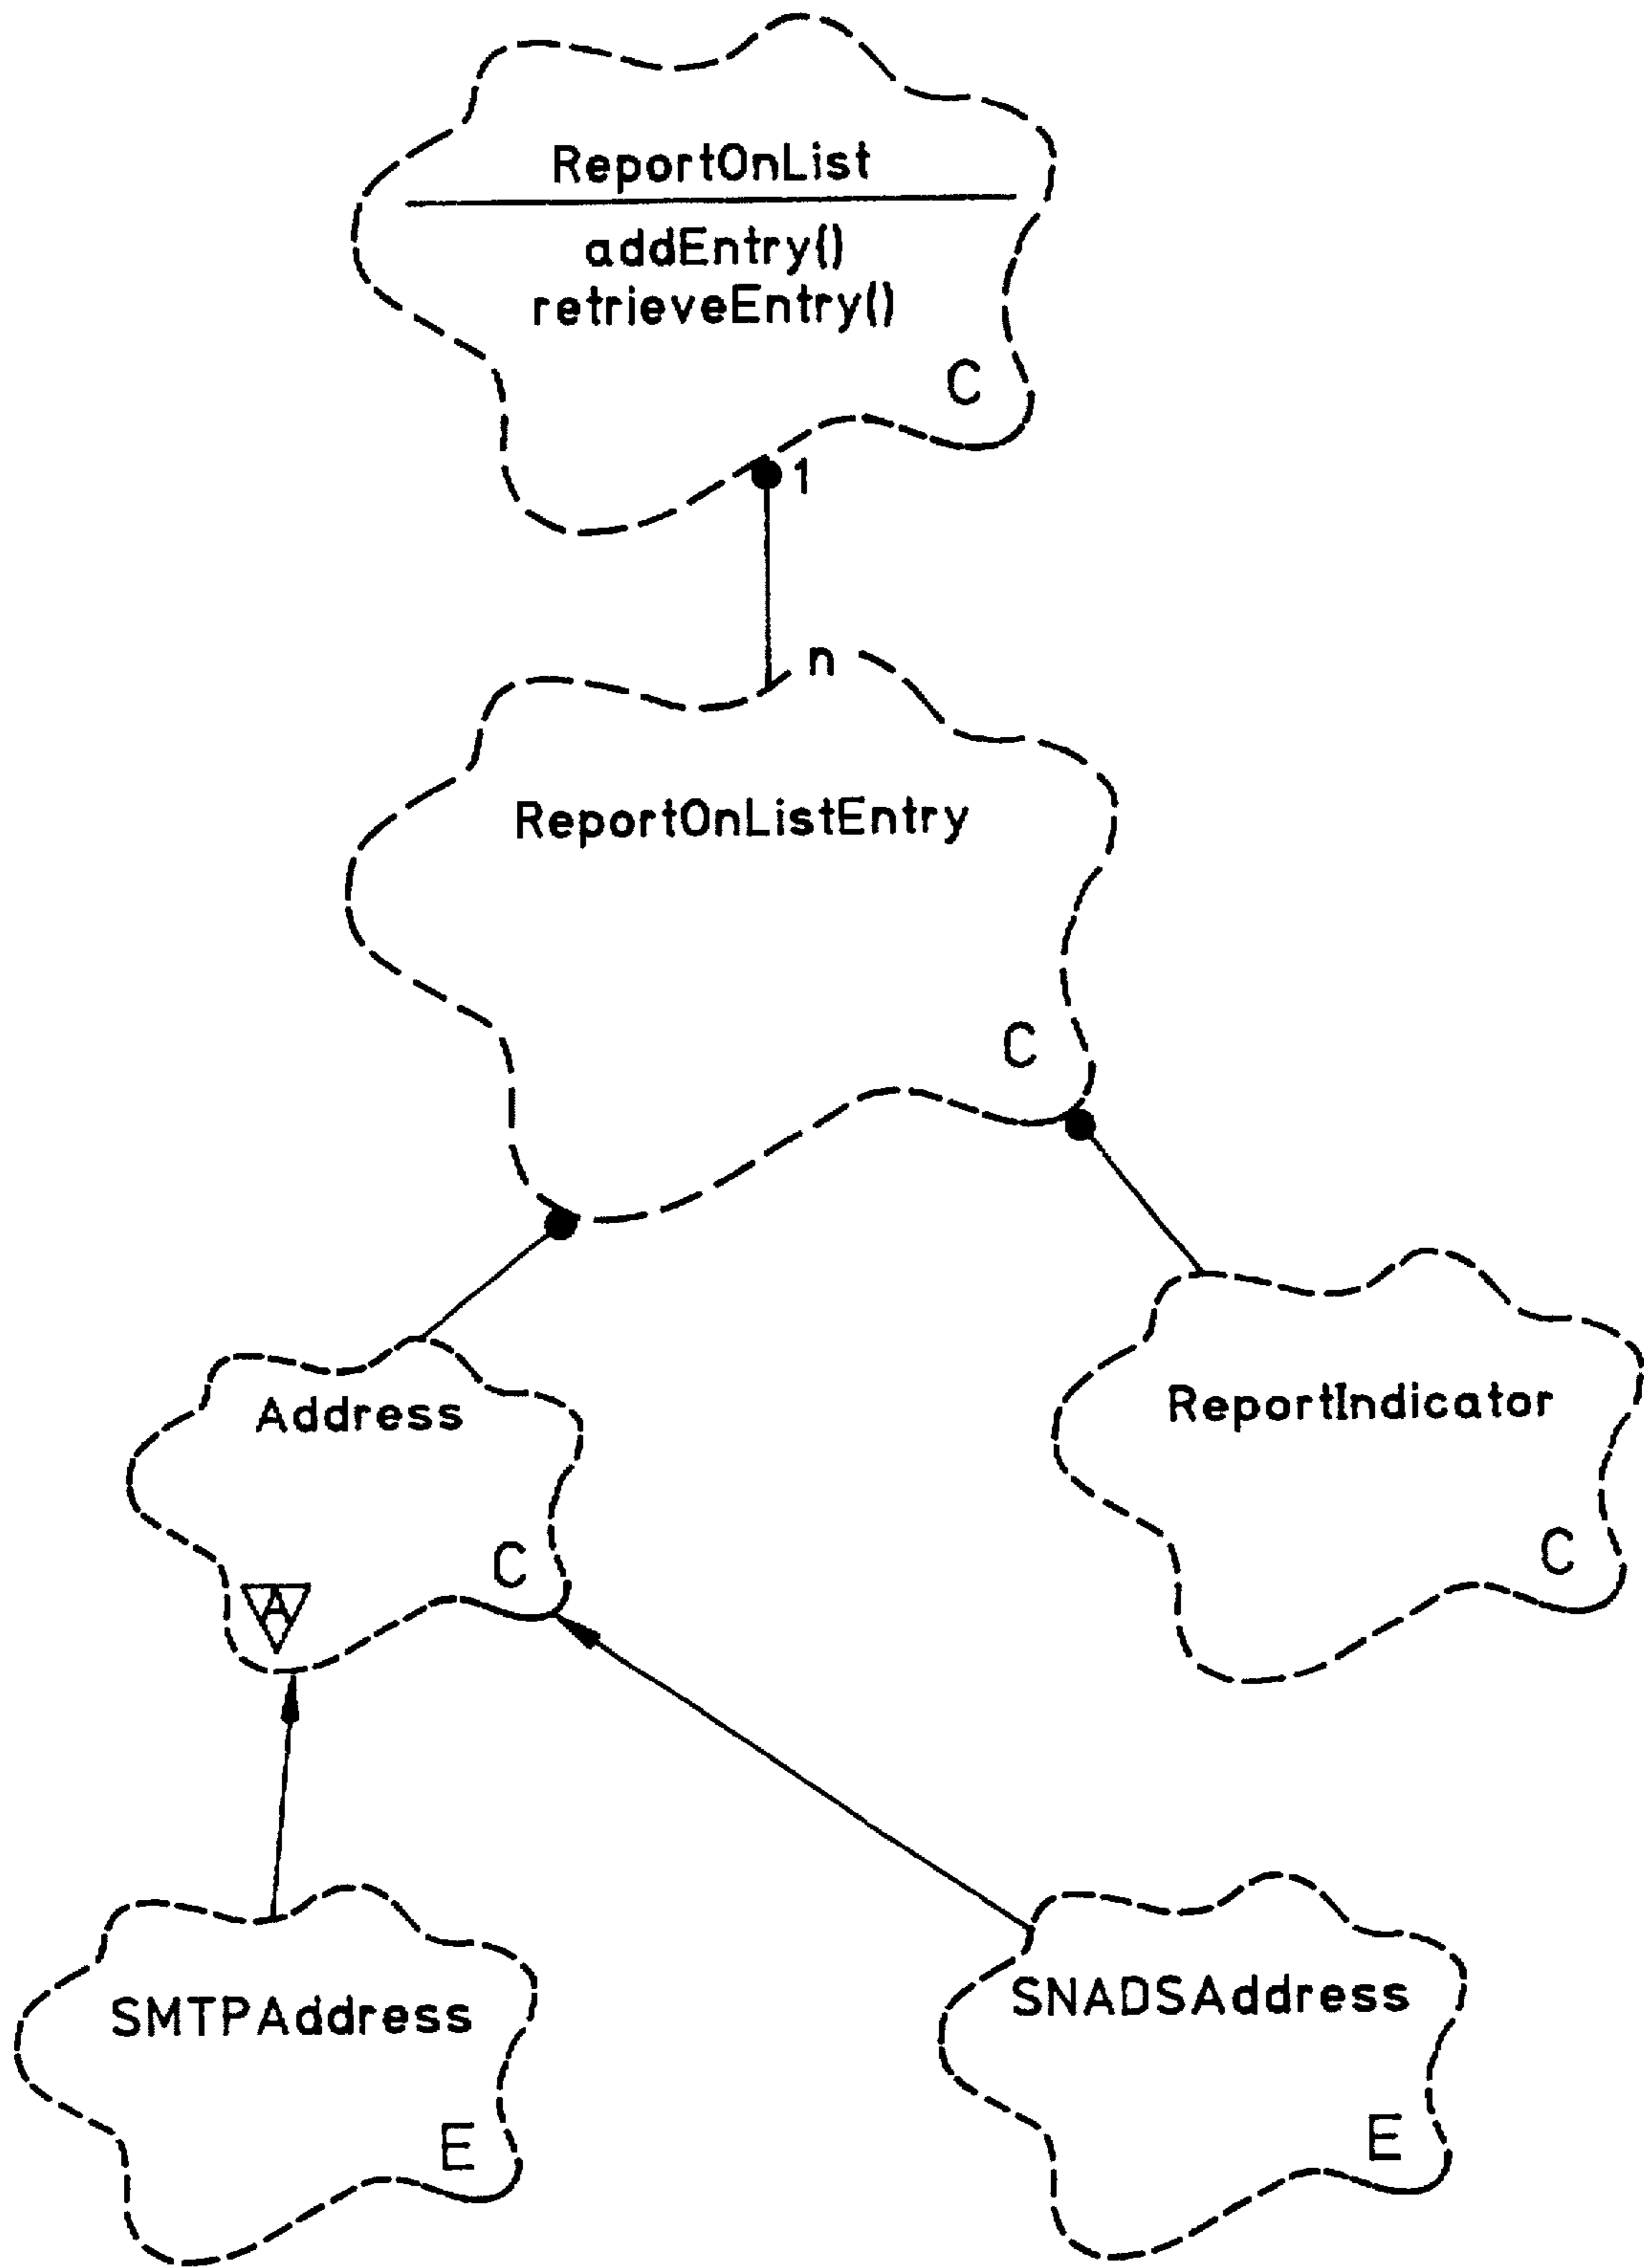 ReportOnList
addEntry()
retrieveEntry()
C
1
n
ReportOnListEntry
C
Address
C
A
ReportIndicator
C
SMTPAddress
E
SNADSAddress
E